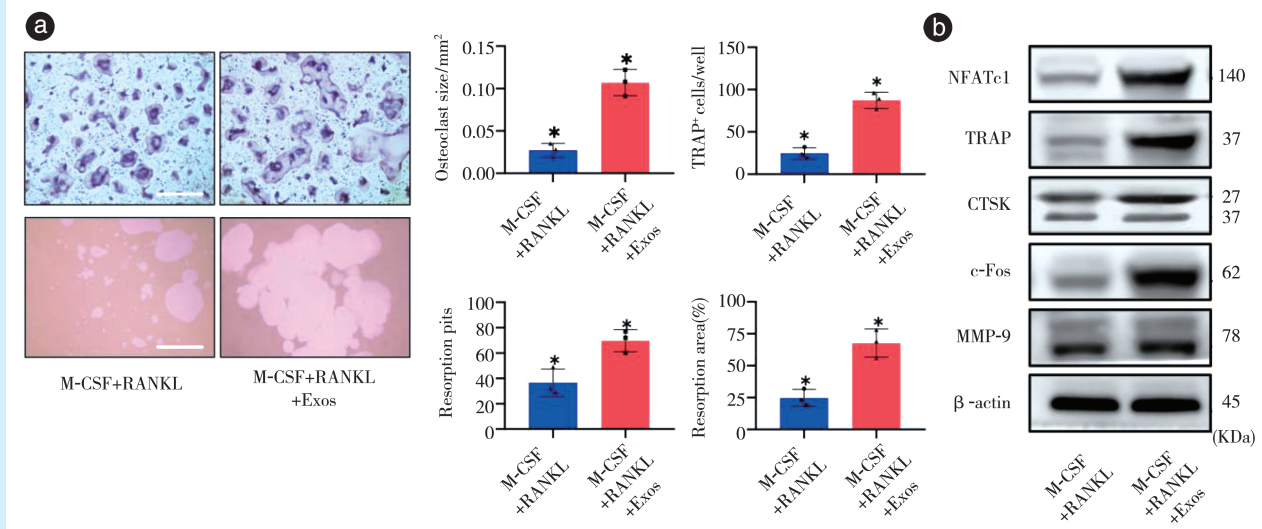 a
M-CSF+RANKL
M-CSF+RANKL
+Exos
Osteoclast size/mm²
0.15
0.10
0.05
0.00
*
*
M-CSF
+RANKL
M-CSF
+RANKL
+Exos
TRAP⁺ cells/well
150
100
50
0
*
*
M-CSF
+RANKL
M-CSF
+RANKL
+Exos
Resorption pits
100
80
60
40
20
0
*
*
M-CSF
+RANKL
M-CSF
+RANKL
+Exos
Resorption area(%)
100
75
50
25
0
*
*
M-CSF
+RANKL
M-CSF
+RANKL
+Exos
b
NFATc1 140
TRAP 37
CTSK 27
37
c-Fos 62
MMP-9 78
β-actin 45
(KDa)
M-CSF
+RANKL
M-CSF
+RANKL
+Exos